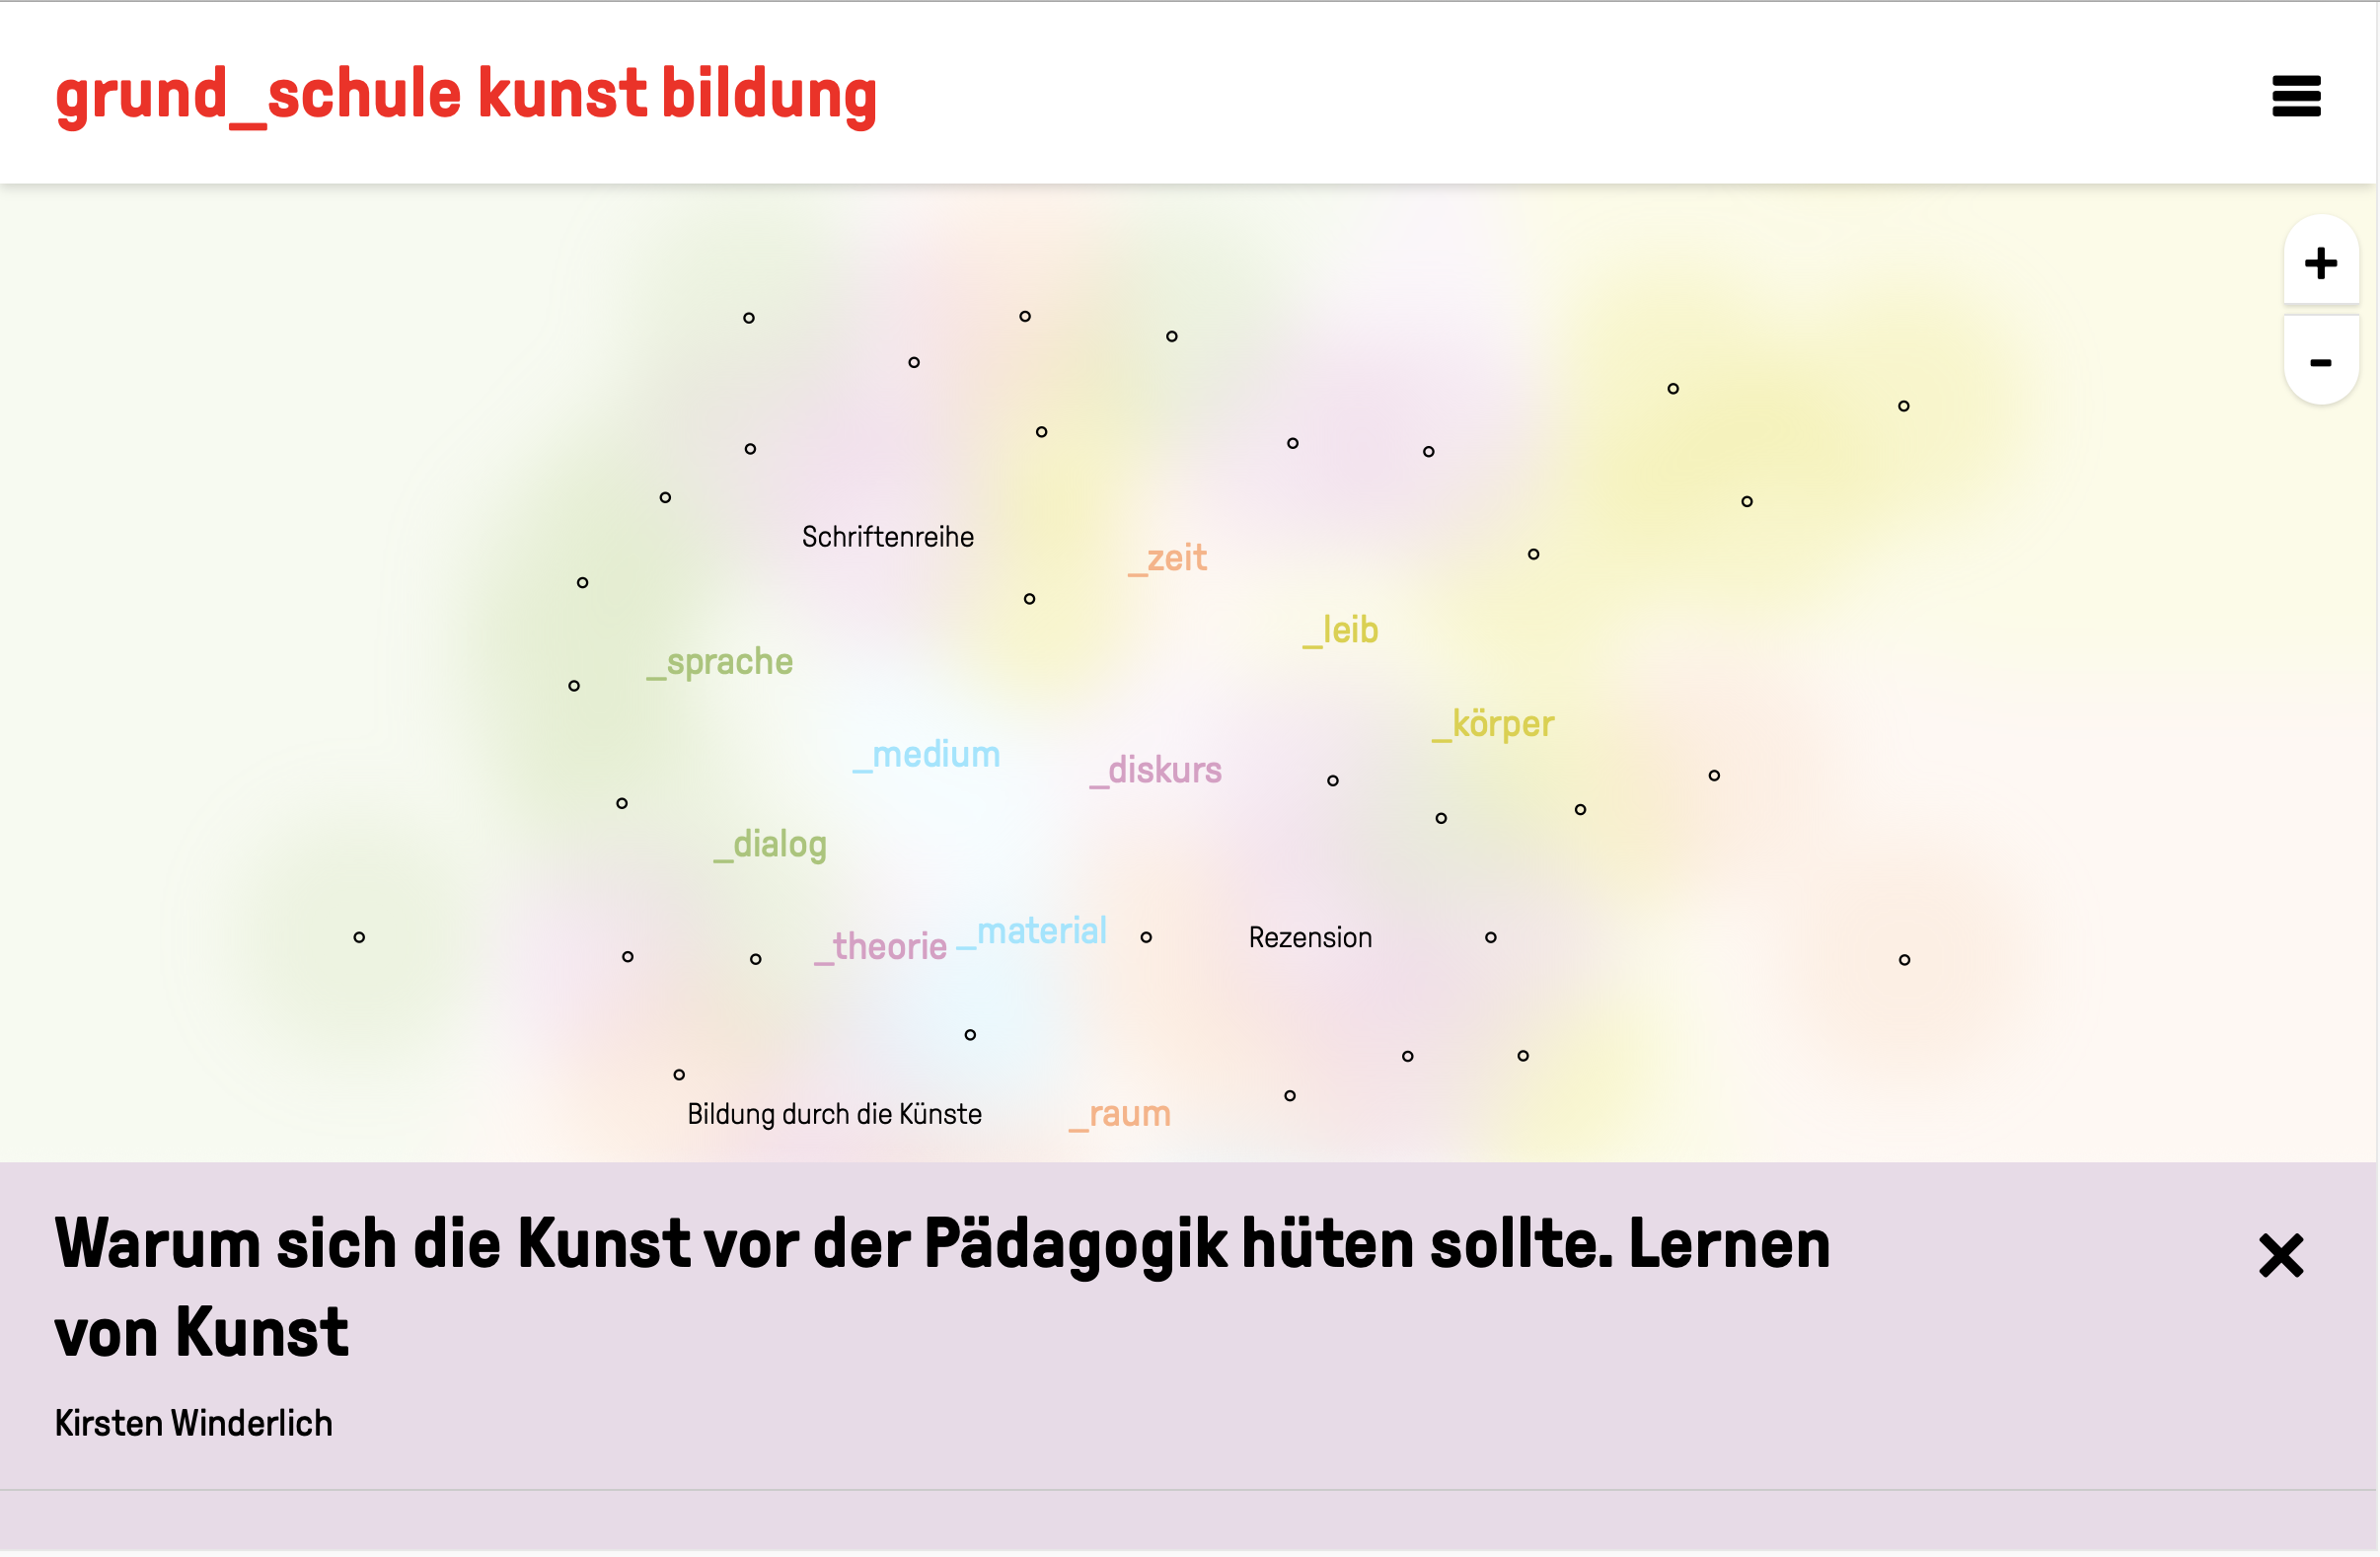 grund_schule kunst bildung
+
-
Schriftenreihe
_zeit
_leib
_sprache
_körper
_medium
_diskurs
_dialog
_material
Rezension
_theorie
Bildung durch die Künste
_raum
Warum sich die Kunst vor der Pädagogik hüten sollte. Lernen
von Kunst
Kirsten Winderlich